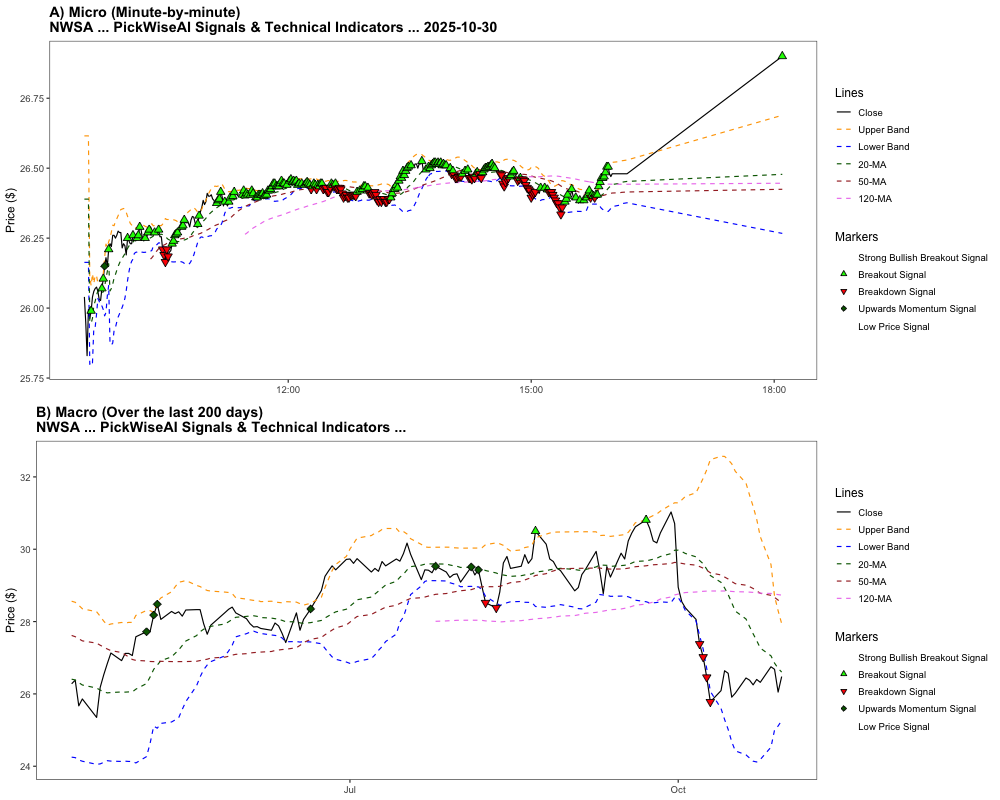 A) Micro (Minute-by-minute)
NWSA ... PickWiseAI Signals & Technical Indicators ... 2025-10-30
Price ($)
26.75
26.50
26.25
26.00
25.75
12:00
15:00
18:00
Lines
Close
Upper Band
Lower Band
20-MA
50-MA
120-MA
Markers
Strong Bullish Breakout Signal
Breakout Signal
Breakdown Signal
Upwards Momentum Signal
Low Price Signal
B) Macro (Over the last 200 days)
NWSA ... PickWiseAI Signals & Technical Indicators ...
Price ($)
32
30
28
26
24
Jul
Oct
Lines
Close
Upper Band
Lower Band
20-MA
50-MA
120-MA
Markers
Strong Bullish Breakout Signal
Breakout Signal
Breakdown Signal
Upwards Momentum Signal
Low Price Signal